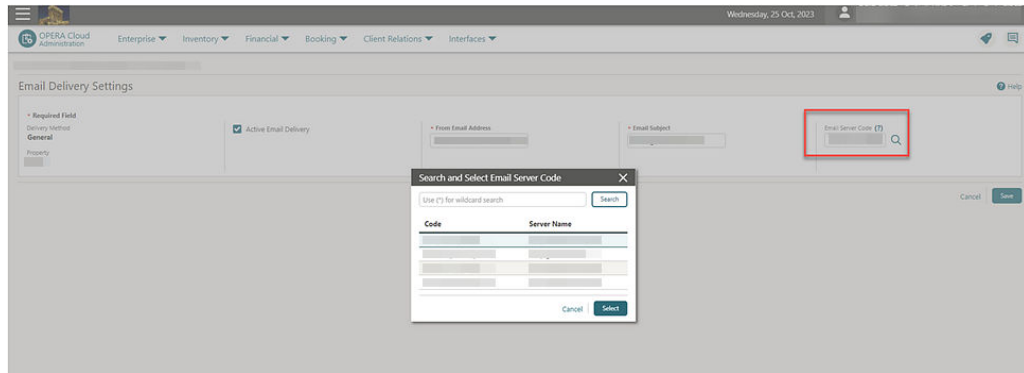 Wednesday, 25 Oct, 2023
OPERA Cloud
Administration
Enterprise
Inventory
Financial
Booking
Client Relations
Interfaces
Email Delivery Settings
Help
* Required Field
Delivery Method
General
Property
Active Email Delivery
* From Email Address
* Email Subject
Email Server Code (?)
Search and Select Email Server Code
Use (*) for wildcard search
Search
Code Server Name
Cancel Select
Cancel Save